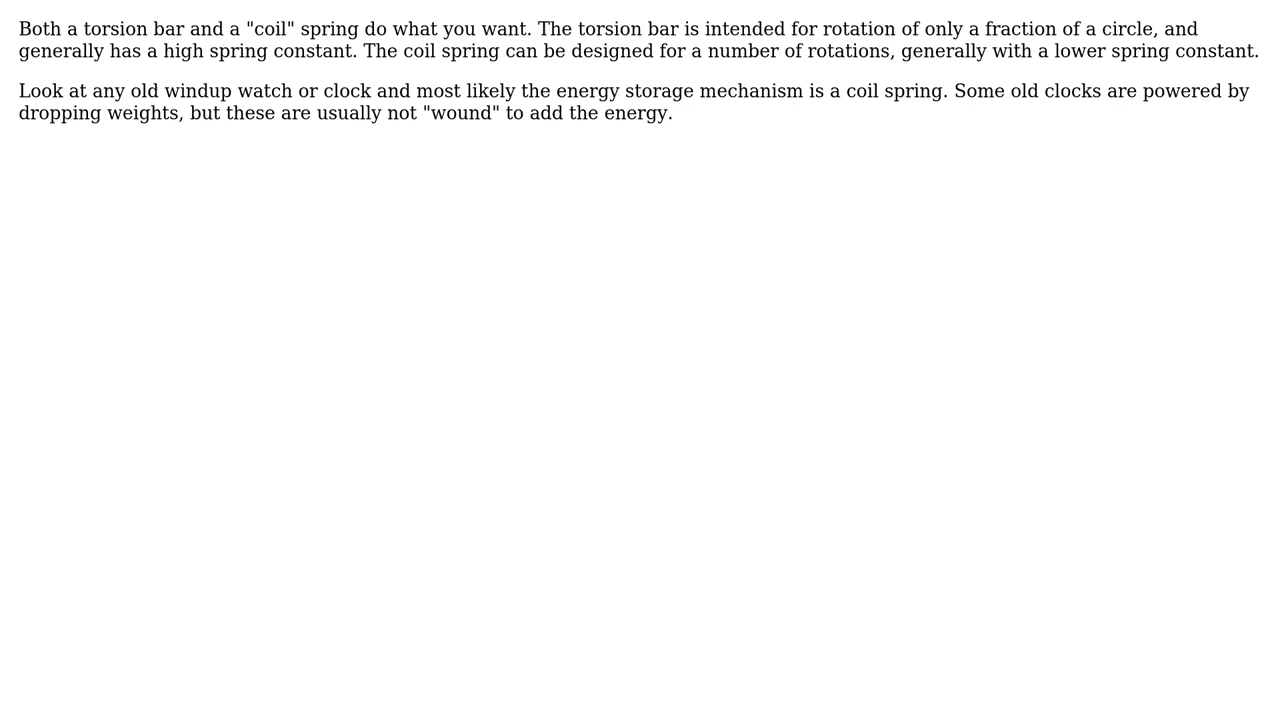 Both a torsion bar and a "coil" spring do what you want. The torsion bar is intended for rotation of only a fraction of a circle, and
generally has a high spring constant. The coil spring can be designed for a number of rotations, generally with a lower spring constant.
Look at any old windup watch or clock and most likely the energy storage mechanism is a coil spring. Some old clocks are powered by
dropping weights, but these are usually not "wound" to add the energy.